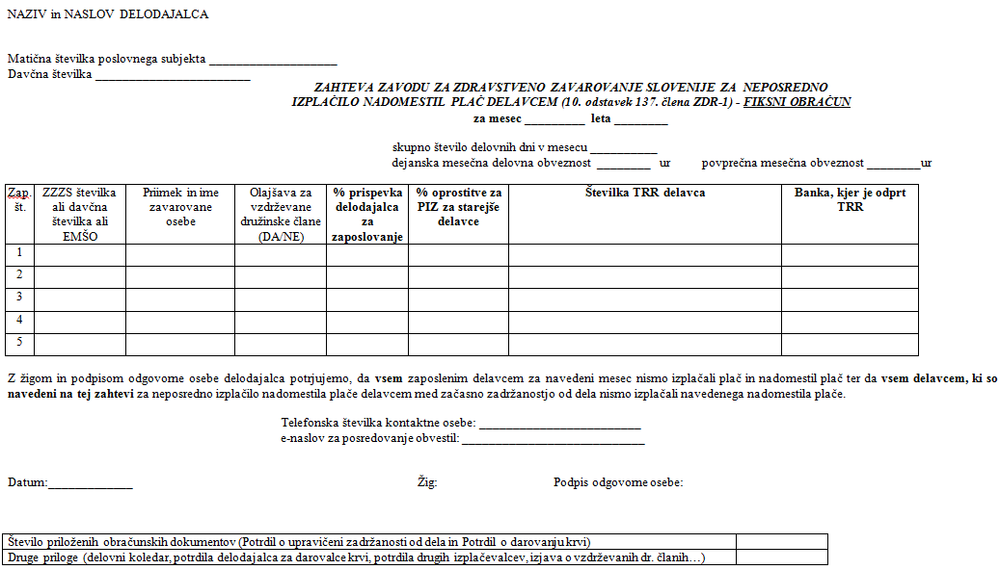 NAZIV in NASLOV DELODAJALCA
Matična številka poslovnega subjekta ___________________
Davčna številka _______________________
ZAHTEVA ZAVODU ZA ZDRAVSTVENO ZAVAROVANJE SLOVENIJE ZA NEPOSREDNO
IZPLAČILO NADOMESTIL PLAČ DELAVCEM (10. odstavek 137. člena ZDR-1) - FIKSNI OBRAČUN
za mesec _________ leta ________
skupno število delovnih dni v mesecu __________
dejanska mesečna delovna obveznost ________ ur povprečna mesečna obveznost ________ur
Zap. št.
ZZZS številka ali davčna številka ali EMŠO
Priimek in ime zavarovane osebe
Olajšava za vzdrževane družinske člane (DA/NE)
% prispevka delodajalca za zaposlovanje
% oprostitve za PIZ za starejše delavce
Številka TRR delavca
Banka, kjer je odprt TRR
1
2
3
4
5
Z žigom in podpisom odgovorne osebe delodajalca potrjujemo, da vsem zaposlenim delavcem za navedeni mesec nismo izplačali plač in nadomestil plač ter da vsem delavcem, ki so
navedeni na tej zahtevi za neposredno izplačilo nadomestila plače delavcem med začasno zadržanostjo od dela nismo izplačali navedenega nadomestila plače.
Telefonska številka kontaktne osebe: ________________________
e-naslov za posredovanje obvestil: ___________________________
Datum:_____________ Žig: Podpis odgovorne osebe:
Število priloženih obračunskih dokumentov (Potrdil o upravičeni zadržanosti od dela in Potrdil o darovanju krvi)
Druge priloge (delovni koledar, potrdila delodajalca za darovalce krvi, potrdila drugih izplačevalcev, izjava o vzdrževanih dr. članih…)